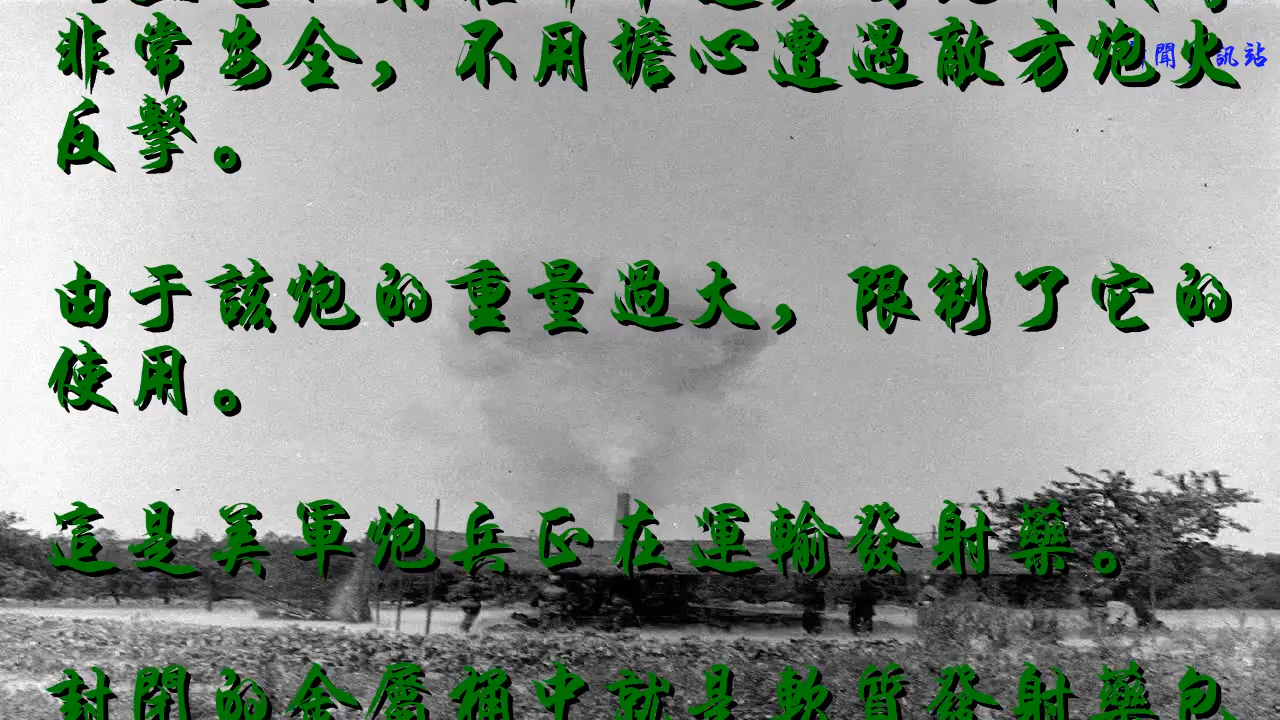 非常安全，不用擔心遭遇敵方炮火
聞 訊站
反擊。
由于該炮的重量過大，限制了它的
使用。
這是美軍炮兵正在運輸發射藥。
封閉的金屬桶中就是軟質發射藥包